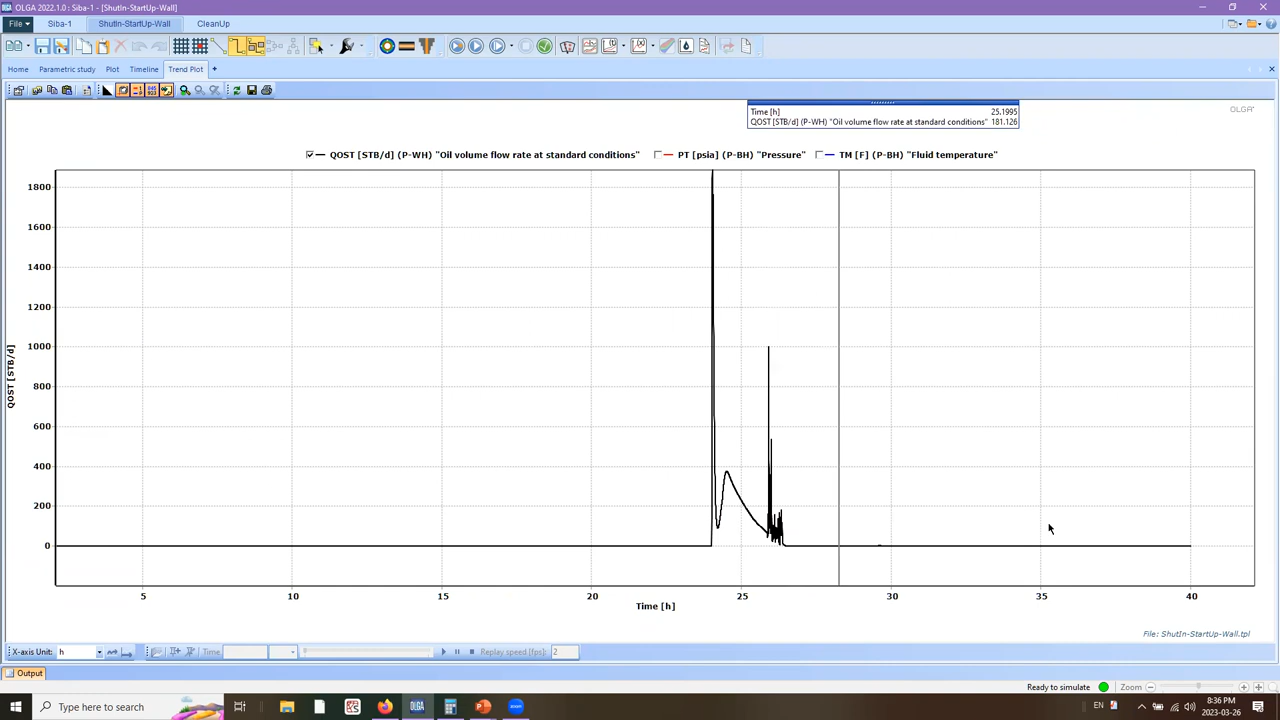 OLGA 2022.1.0 : Siba-1 - [ShutIn-StartUp-Wall]
File Siba-1 ShutIn-StartUp-Wall CleanUp
Home Parametric study Plot Timeline Trend Plot +
OLGA
Time [h] 25.1995
QOST [STB/d] (P-WH) "Oil volume flow rate at standard conditions" 181.126
QOST [STB/d] (P-WH) "Oil volume flow rate at standard conditions" PT [psia] (P-BH) "Pressure" TM [F] (P-BH) "Fluid temperature"
1800
1600
1400
1200
1000
800
600
400
200
0
QOST [STB/d]
5 10 15 20 25 30 35 40
Time [h]
File: ShutIn-StartUp-Wall.tpl
X-axis Unit: h Time Replay speed [fps]: 2
Output
Ready to simulate Zoom
Type here to search OLGA EN 8:36 PM
2023-03-26